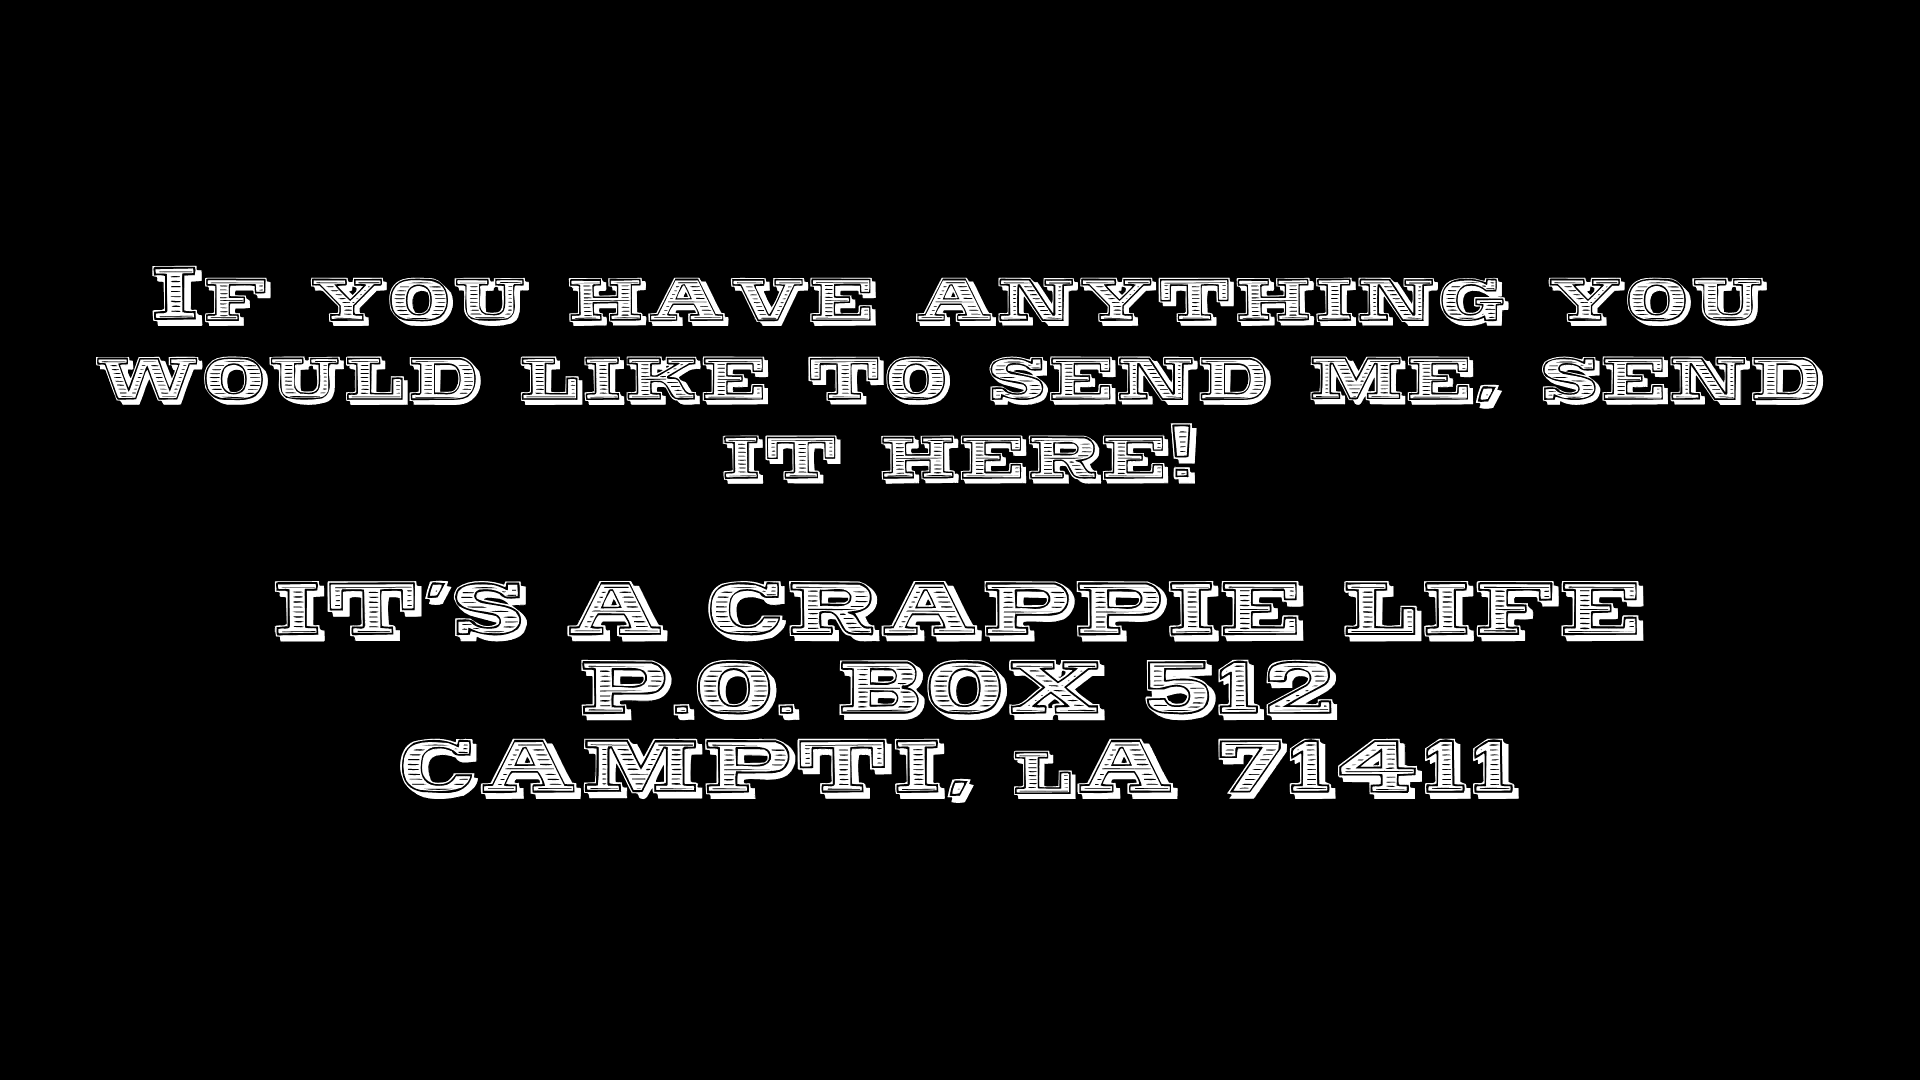 If you have anything you
would like to send me, send
it here!
IT'S A CRAPPIE LIFE
P.O. BOX 512
CAMPTI, lA 71411